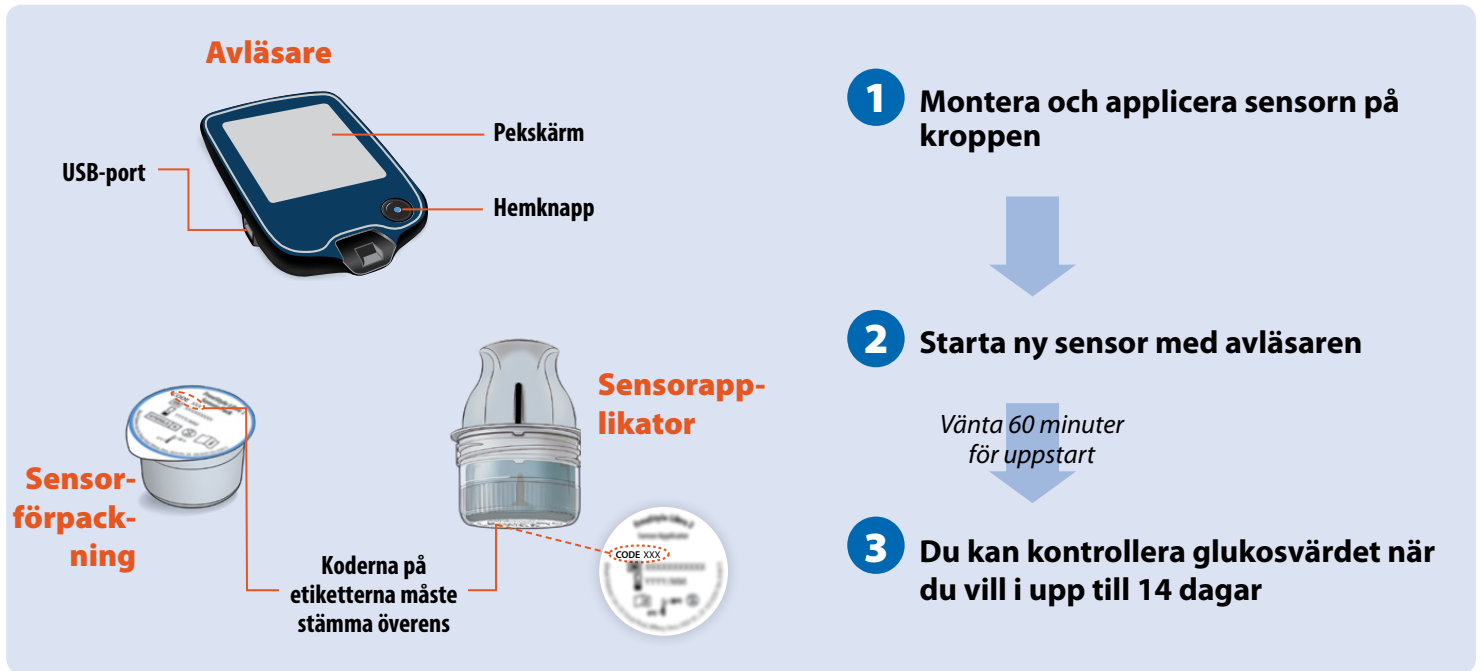 Avläsare
Pekskärm
USB-port
Hemknapp
Sensorapp-
likator
Sensor-
förpack-
ning
CODE XXX
CODE XXX
Koderna på
etiketterna måste
stämma överens
1 Montera och applicera sensorn på
kroppen
2 Starta ny sensor med avläsaren
Vänta 60 minuter
för uppstart
3 Du kan kontrollera glukosvärdet när
du vill i upp till 14 dagar